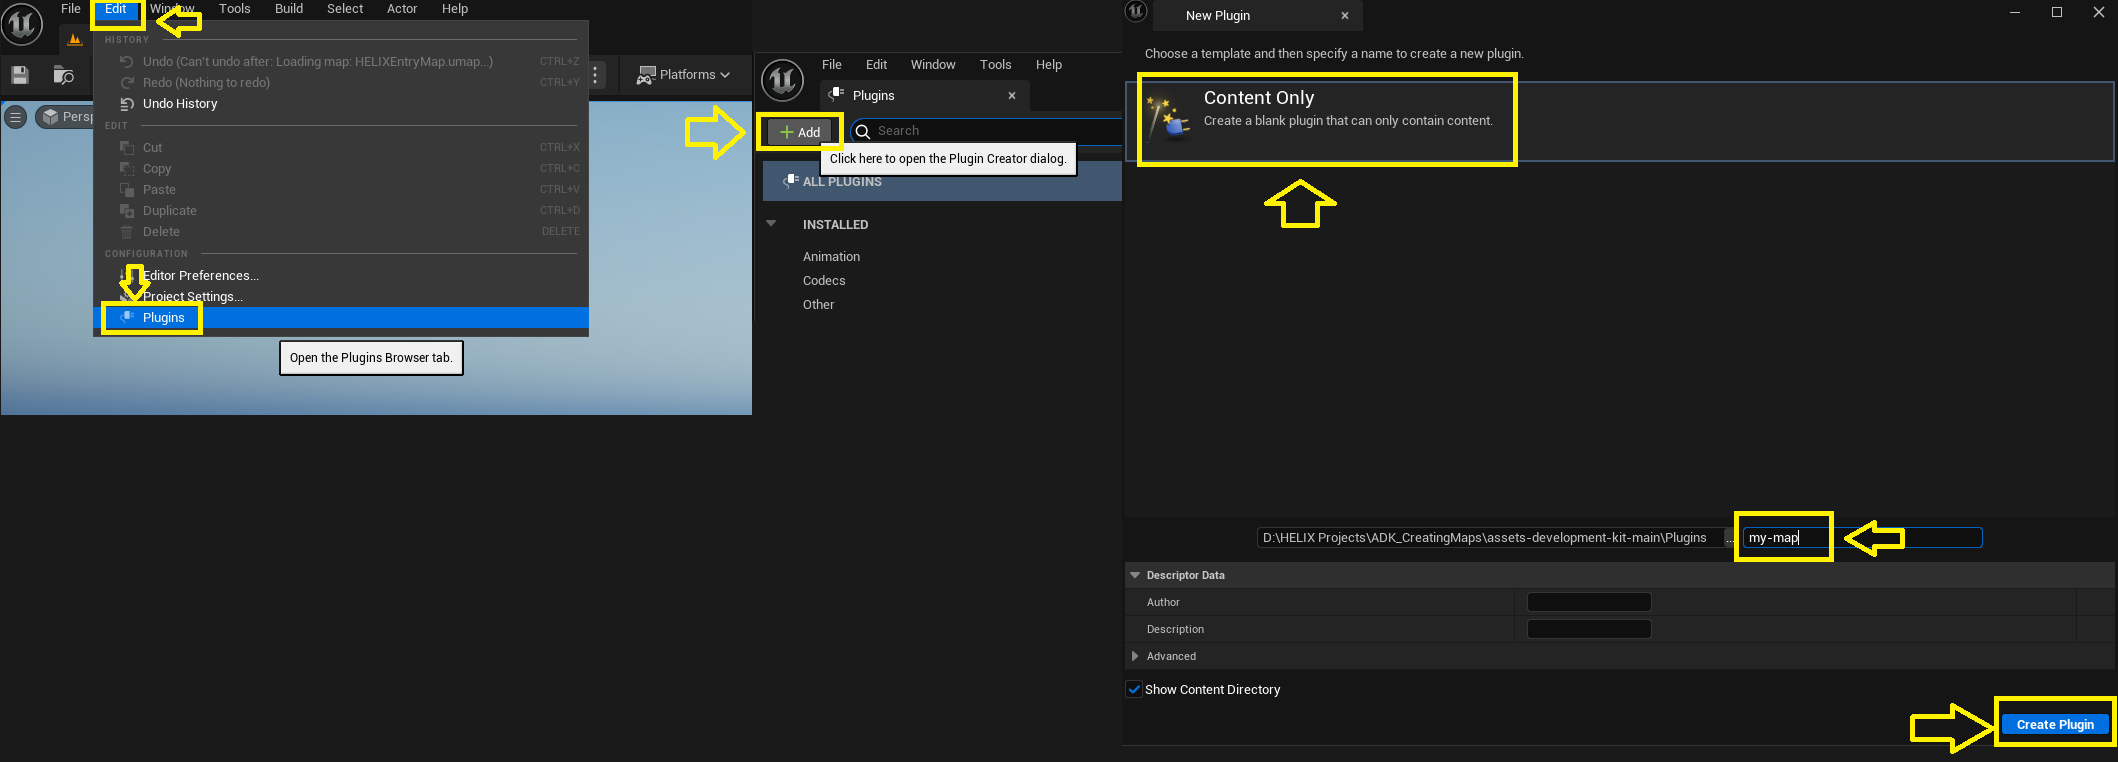 File Edit Window Tools Build Select Actor Help
HISTORY
Undo (Can't undo after: Loading map: HELIXEntryMap.umap...) CTRL+Z
Redo (Nothing to redo) CTRL+Y
Undo History
EDIT
Cut CTRL+X
Copy CTRL+C
Paste CTRL+V
Duplicate CTRL+D
Delete DELETE
CONFIGURATION
Editor Preferences...
Project Settings...
Plugins
Open the Plugins Browser tab.
Platforms
Persp
File Edit Window Tools Help
Plugins
Add
Search
Click here to open the Plugin Creator dialog.
ALL PLUGINS
INSTALLED
Animation
Codecs
Other
New Plugin
Choose a template and then specify a name to create a new plugin.
Content Only
Create a blank plugin that can only contain content.
D:\HELIX Projects\ADK_CreatingMaps\assets-development-kit-main\Plugins ... my-map
Descriptor Data
Author
Description
Advanced
Show Content Directory
Create Plugin